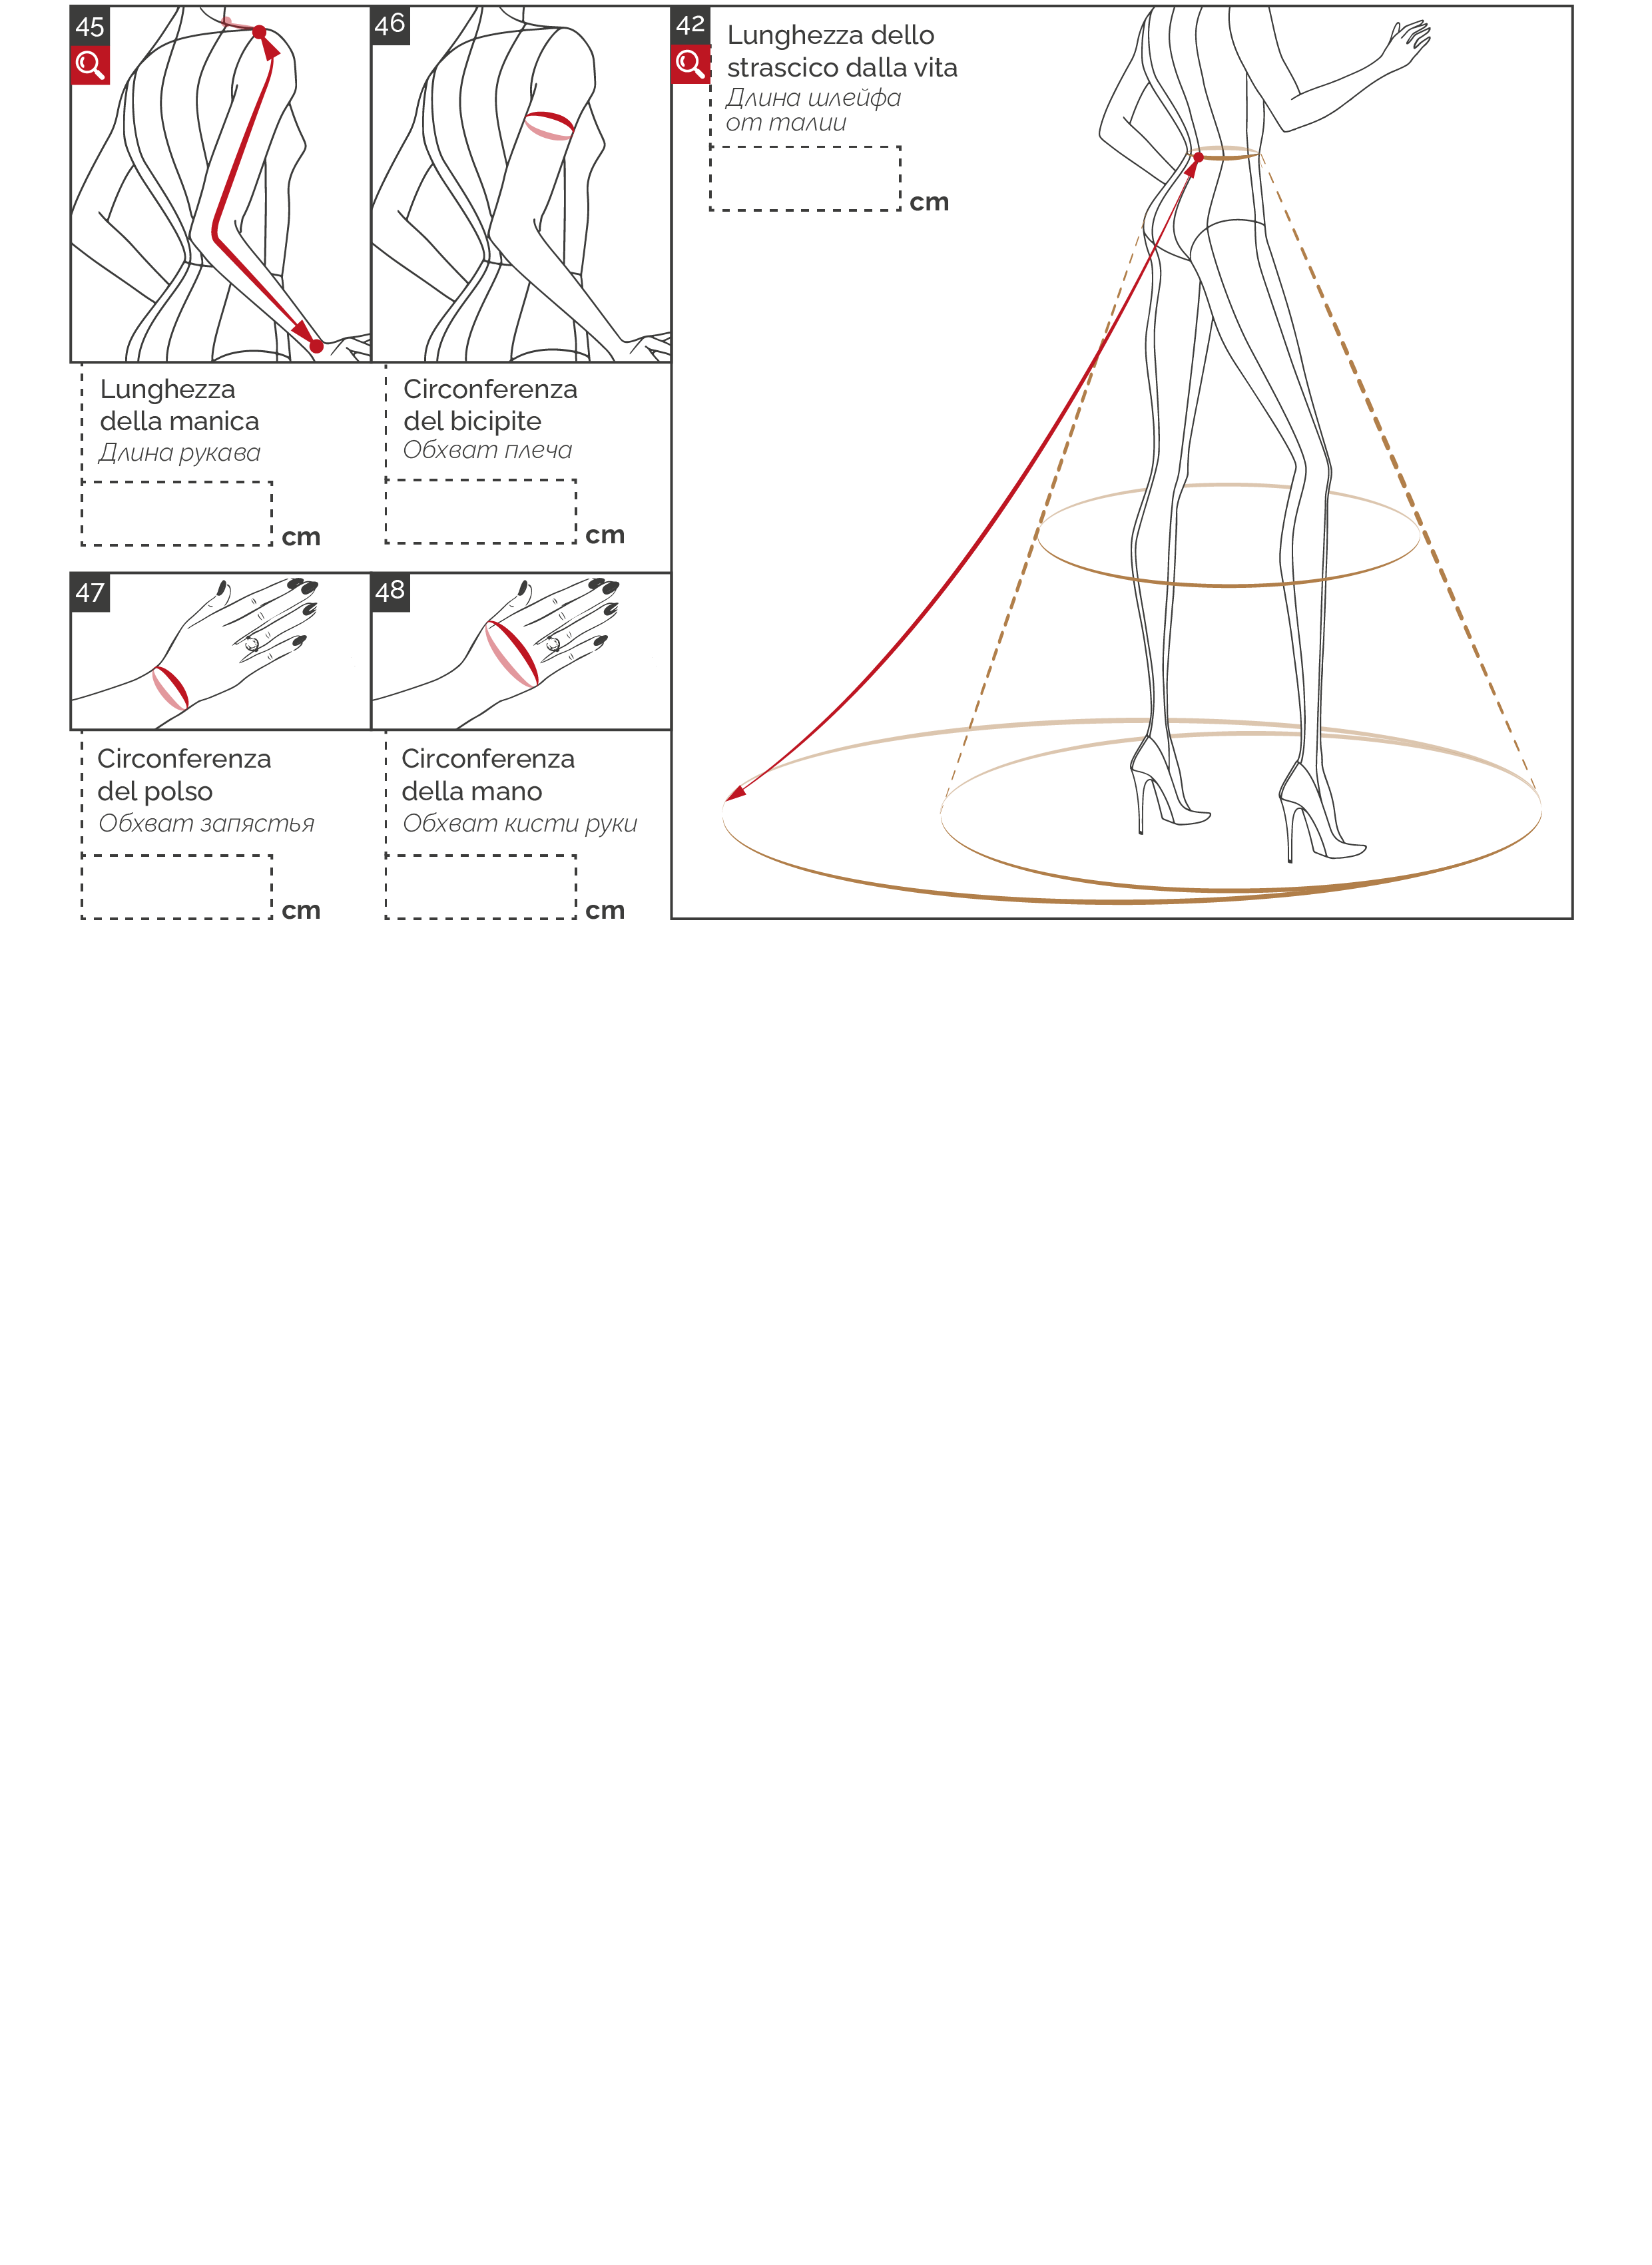 45
Lunghezza
della manica
Длина рукава
cm
46
Circonferenza
del bicipite
Обхват плеча
cm
42
Lunghezza dello
strascico dalla vita
Длина шлейфа
от талии
cm
47
Circonferenza
del polso
Обхват запястья
cm
48
Circonferenza
della mano
Обхват кисти руки
cm